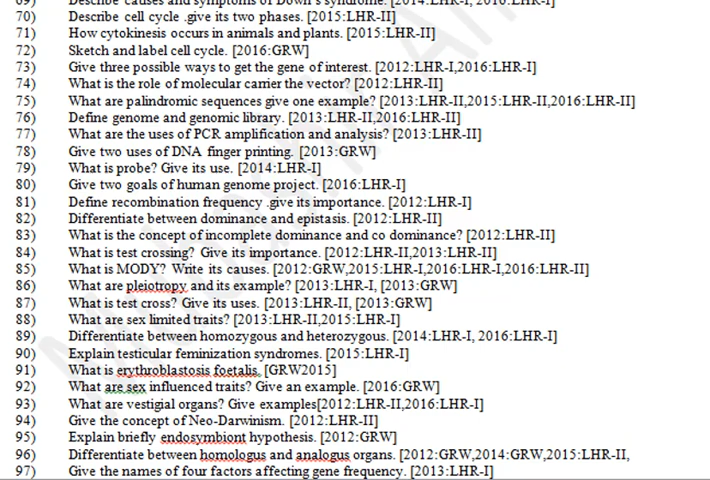 69) Describe causes and symptoms of Down's syndrome. [2014:LHR-I, 2016:LHR-I]
70) Describe cell cycle .give its two phases. [2015:LHR-II]
71) How cytokinesis occurs in animals and plants. [2015:LHR-II]
72) Sketch and label cell cycle. [2016:GRW]
73) Give three possible ways to get the gene of interest. [2012:LHR-I,2016:LHR-I]
74) What is the role of molecular carrier the vector? [2012:LHR-II]
75) What are palindromic sequences give one example? [2013:LHR-II,2015:LHR-II,2016:LHR-II]
76) Define genome and genomic library. [2013:LHR-II,2016:LHR-II]
77) What are the uses of PCR amplification and analysis? [2013:LHR-II]
78) Give two uses of DNA finger printing. [2013:GRW]
79) What is probe? Give its use. [2014:LHR-I]
80) Give two goals of human genome project. [2016:LHR-I]
81) Define recombination frequency .give its importance. [2012:LHR-I]
82) Differentiate between dominance and epistasis. [2012:LHR-II]
83) What is the concept of incomplete dominance and co dominance? [2012:LHR-II]
84) What is test crossing? Give its importance. [2012:LHR-II,2013:LHR-II]
85) What is MODY? Write its causes. [2012:GRW,2015:LHR-I,2016:LHR-I,2016:LHR-II]
86) What are pleiotropy and its example? [2013:LHR-I, [2013:GRW]
87) What is test cross? Give its uses. [2013:LHR-II, [2013:GRW]
88) What are sex limited traits? [2013:LHR-II,2015:LHR-I]
89) Differentiate between homozygous and heterozygous. [2014:LHR-I, 2016:LHR-I]
90) Explain testicular feminization syndromes. [2015:LHR-I]
91) What is erythroblastosis foetalis. [GRW2015]
92) What are sex influenced traits? Give an example. [2016:GRW]
93) What are vestigial organs? Give examples[2012:LHR-II,2016:LHR-I]
94) Give the concept of Neo-Darwinism. [2012:LHR-II]
95) Explain briefly endosymbiont hypothesis. [2012:GRW]
96) Differentiate between homologus and analogus organs. [2012:GRW,2014:GRW,2015:LHR-II,
97) Give the names of four factors affecting gene frequency. [2013:LHR-I]